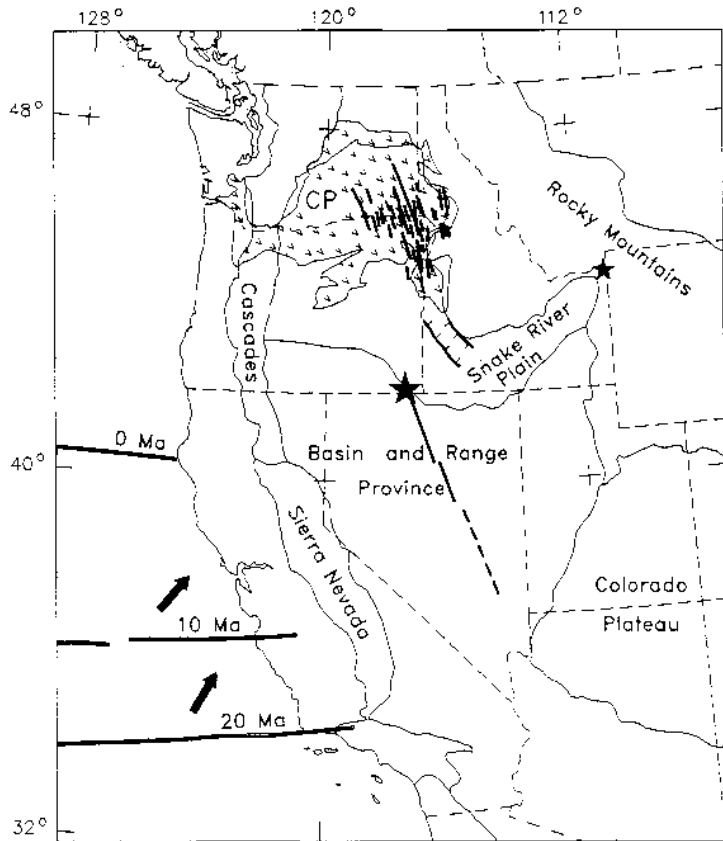 128°
120°
112°
48°
CP
Rocky Mountains
Cascades
Snake River
Plain
0 Ma
40°
Basin and Range
Province
Sierra Nevada
Colorado
Plateau
10 Ma
20 Ma
32°